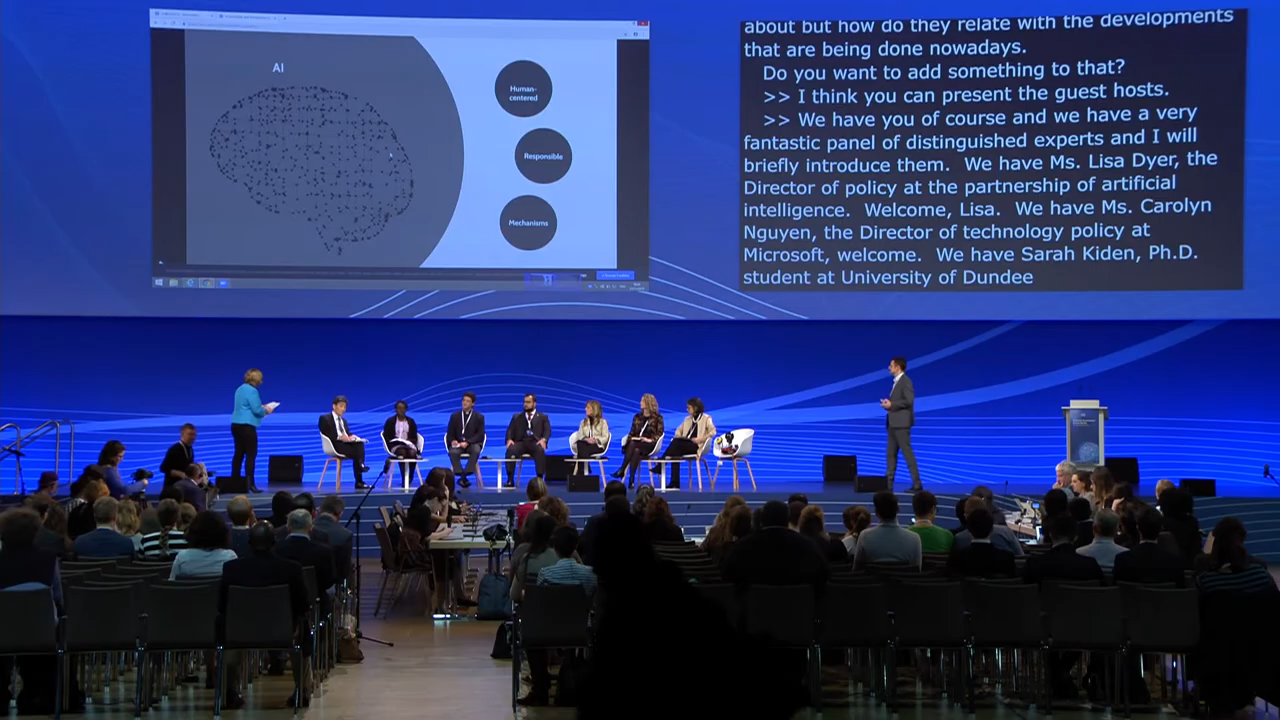 AI
Human-
centered
Responsible
Mechanisms
about but how do they relate with the developments
that are being done nowadays.
Do you want to add something to that?
>> I think you can present the guest hosts.
>> We have you of course and we have a very
fantastic panel of distinguished experts and I will
briefly introduce them.  We have Ms. Lisa Dyer, the
Director of policy at the partnership of artificial
intelligence.  Welcome, Lisa.  We have Ms. Carolyn
Nguyen, the Director of technology policy at
Microsoft, welcome.  We have Sarah Kiden, Ph.D.
student at University of Dundee